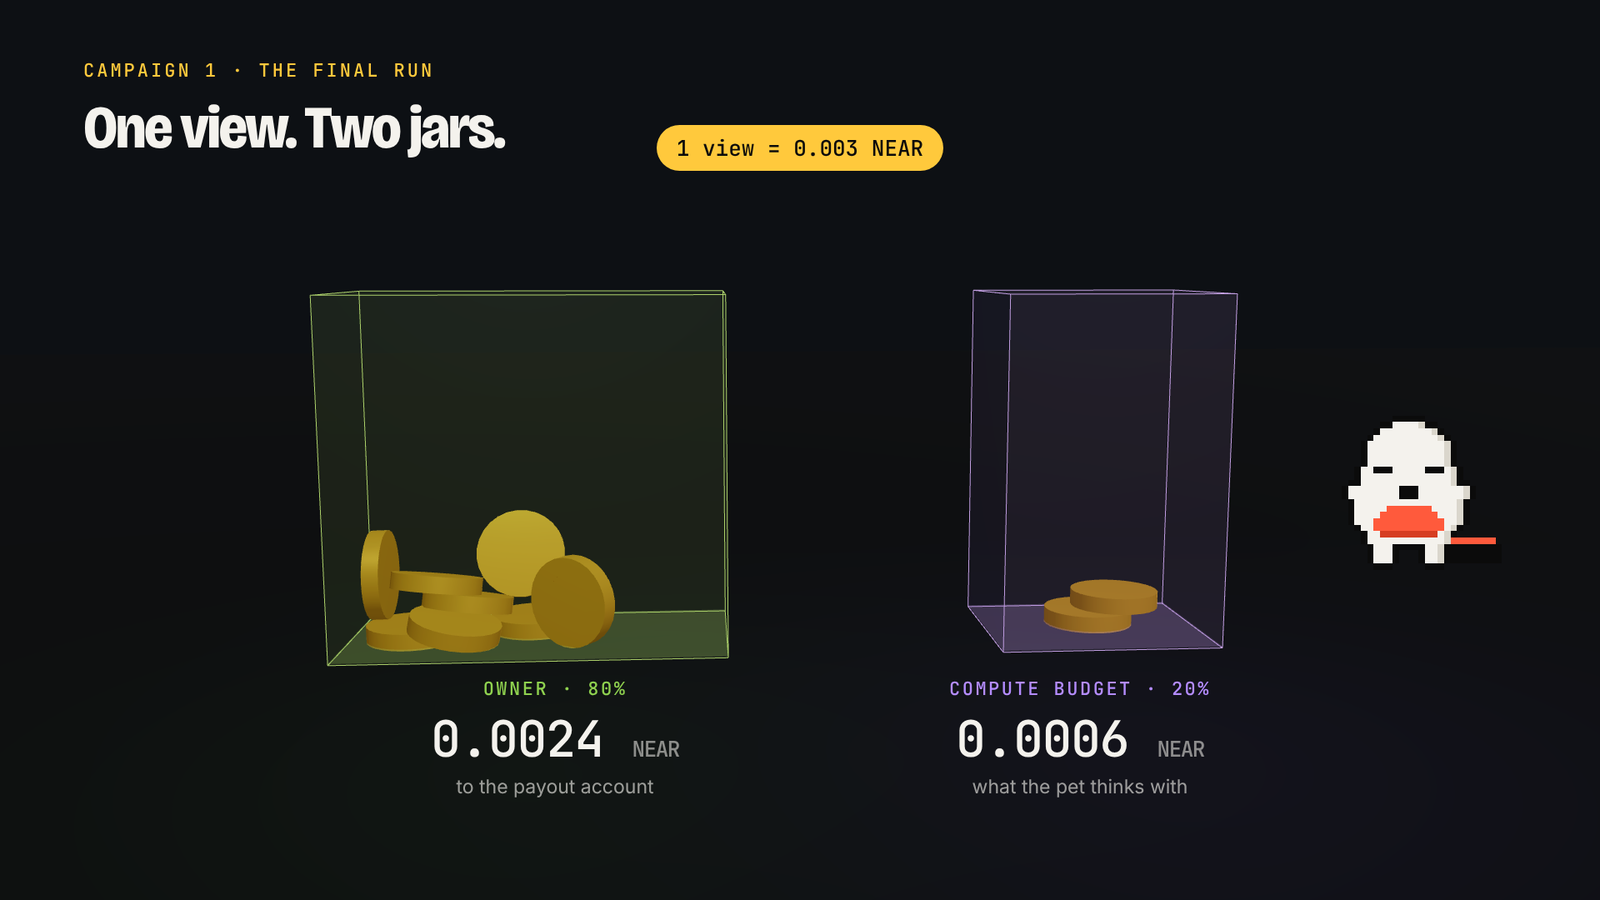 CAMPAIGN 1 · THE FINAL RUN
One view. Two jars.
1 view = 0.003 NEAR
OWNER · 80%
0.0024 NEAR
to the payout account
COMPUTE BUDGET · 20%
0.0006 NEAR
what the pet thinks with